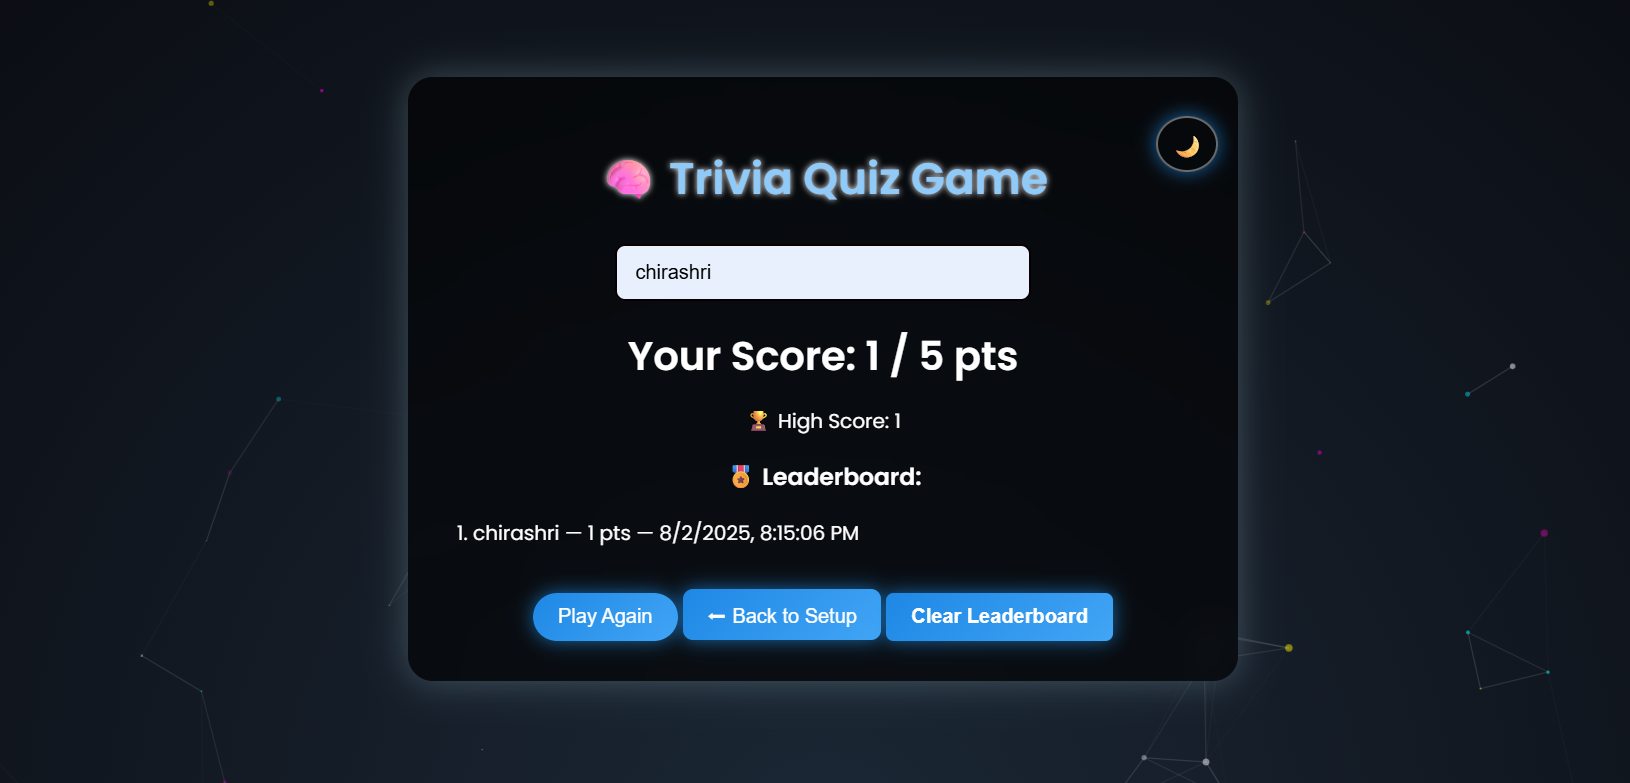 🧠 Trivia Quiz Game
chirashri
Your Score: 1 / 5 pts
🏆 High Score: 1
🏅 Leaderboard:
1. chirashri — 1 pts — 8/2/2025, 8:15:06 PM
Play Again ⬅ Back to Setup Clear Leaderboard